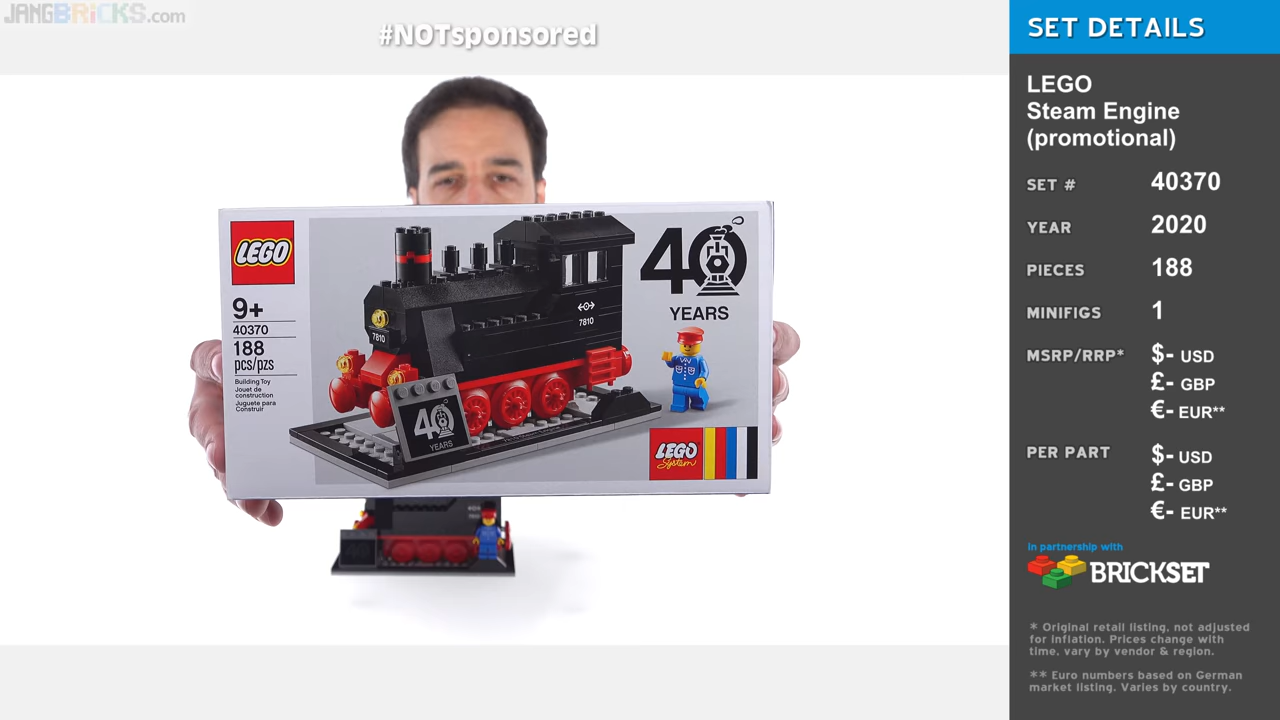 JANGBRiCKS.com
#NOTsponsored
LEGO
9+
40370
188
pcs/pzs
Building Toy
Jouet de
construction
Juguete para
Construir
7810
7810
40
YEARS
40
YEARS
LEGO
System
SET DETAILS
LEGO
Steam Engine
(promotional)
SET # 40370
YEAR 2020
PIECES 188
MINIFIGS 1
MSRP/RRP* $- USD
£- GBP
€- EUR**
PER PART $- USD
£- GBP
€- EUR**
in partnership with
BRICKSET
* Original retail listing, not adjusted
for inflation. Prices change with
time, vary by vendor & region.
** Euro numbers based on German
market listing. Varies by country.